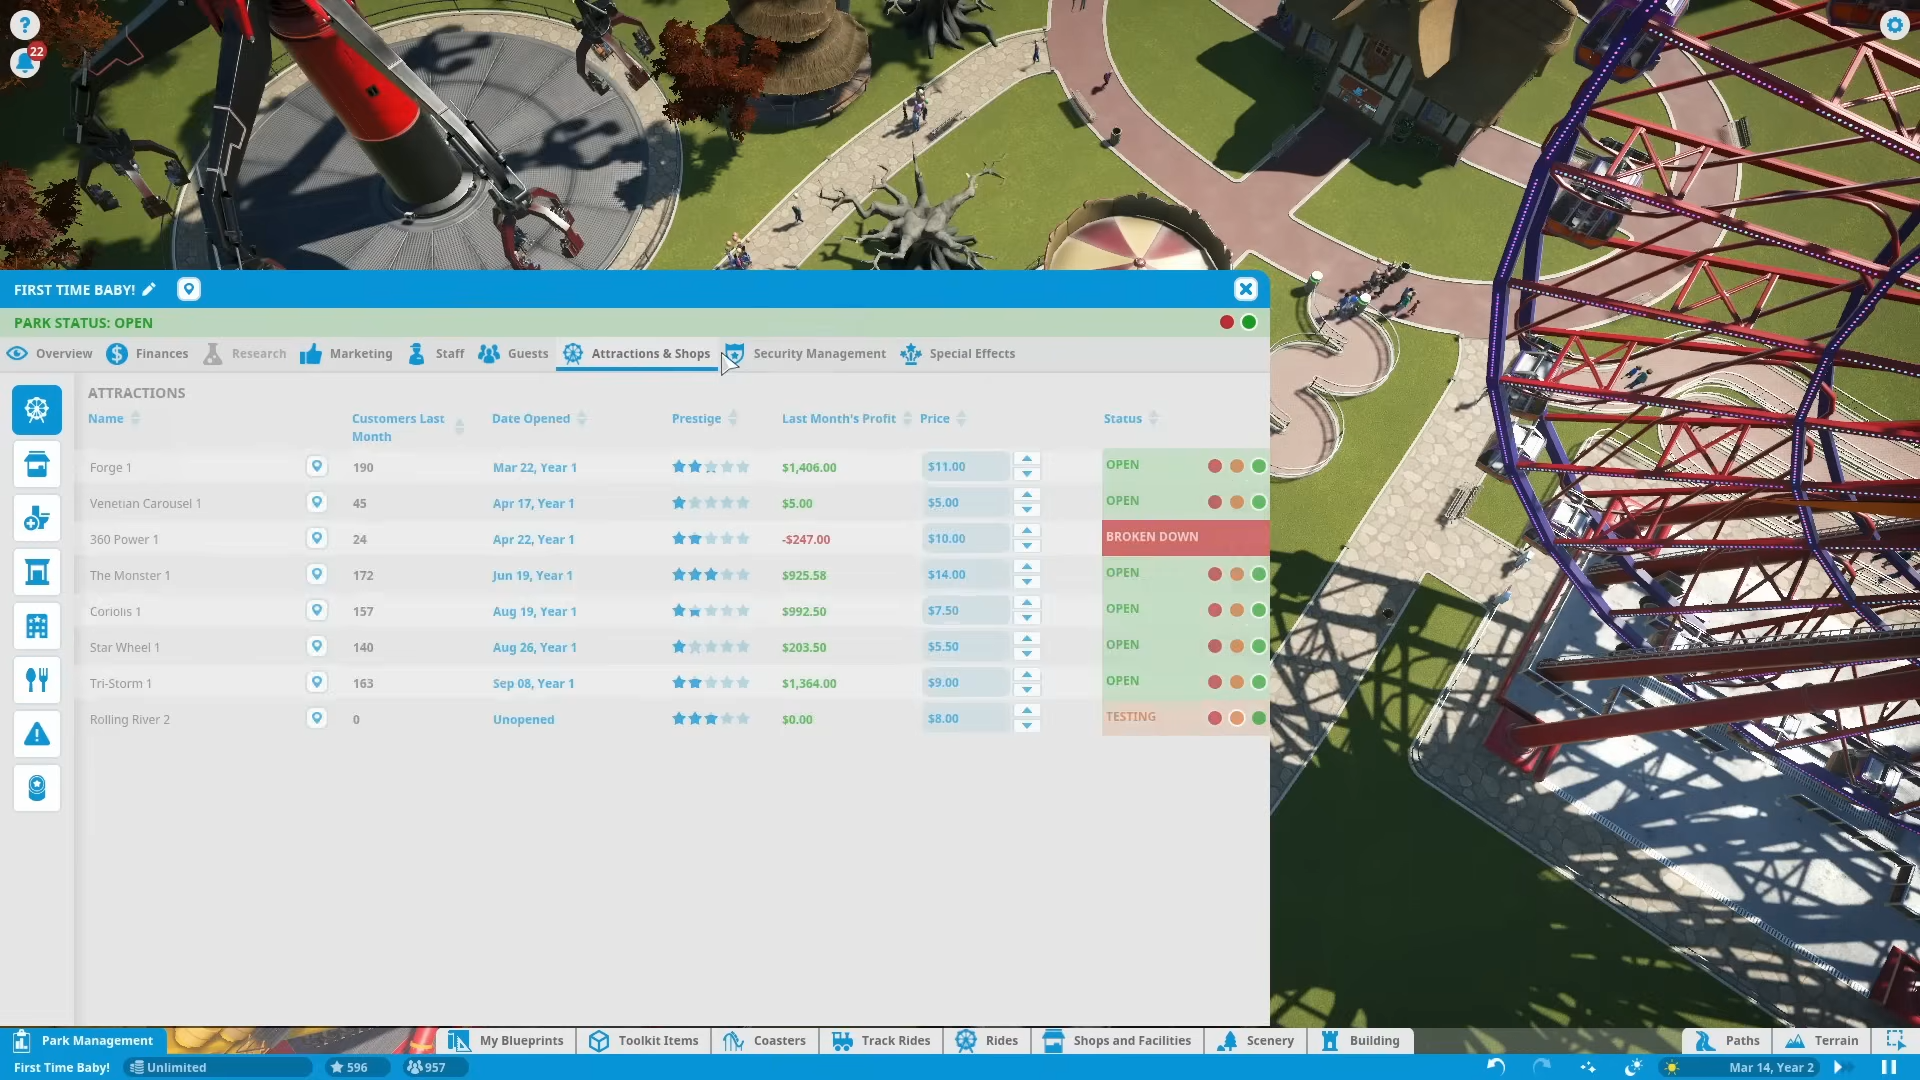 ?
22
FIRST TIME BABY!
PARK STATUS: OPEN
Overview Finances Research Marketing Staff Guests Attractions & Shops Security Management Special Effects
ATTRACTIONS
Name Customers Last Month Date Opened Prestige Last Month's Profit Price Status
Forge 1 190 Mar 22, Year 1 $1,406.00 $11.00 OPEN
Venetian Carousel 1 45 Apr 17, Year 1 $5.00 $5.00 OPEN
360 Power 1 24 Apr 22, Year 1 -$247.00 $10.00 BROKEN DOWN
The Monster 1 172 Jun 19, Year 1 $925.58 $14.00 OPEN
Coriolis 1 157 Aug 19, Year 1 $992.50 $7.50 OPEN
Star Wheel 1 140 Aug 26, Year 1 $203.50 $5.50 OPEN
Tri-Storm 1 163 Sep 08, Year 1 $1,364.00 $9.00 OPEN
Rolling River 2 0 Unopened $0.00 $8.00 TESTING
Park Management My Blueprints Toolkit Items Coasters Track Rides Rides Shops and Facilities Scenery Building Paths Terrain
First Time Baby! Unlimited 596 957 Mar 14, Year 2